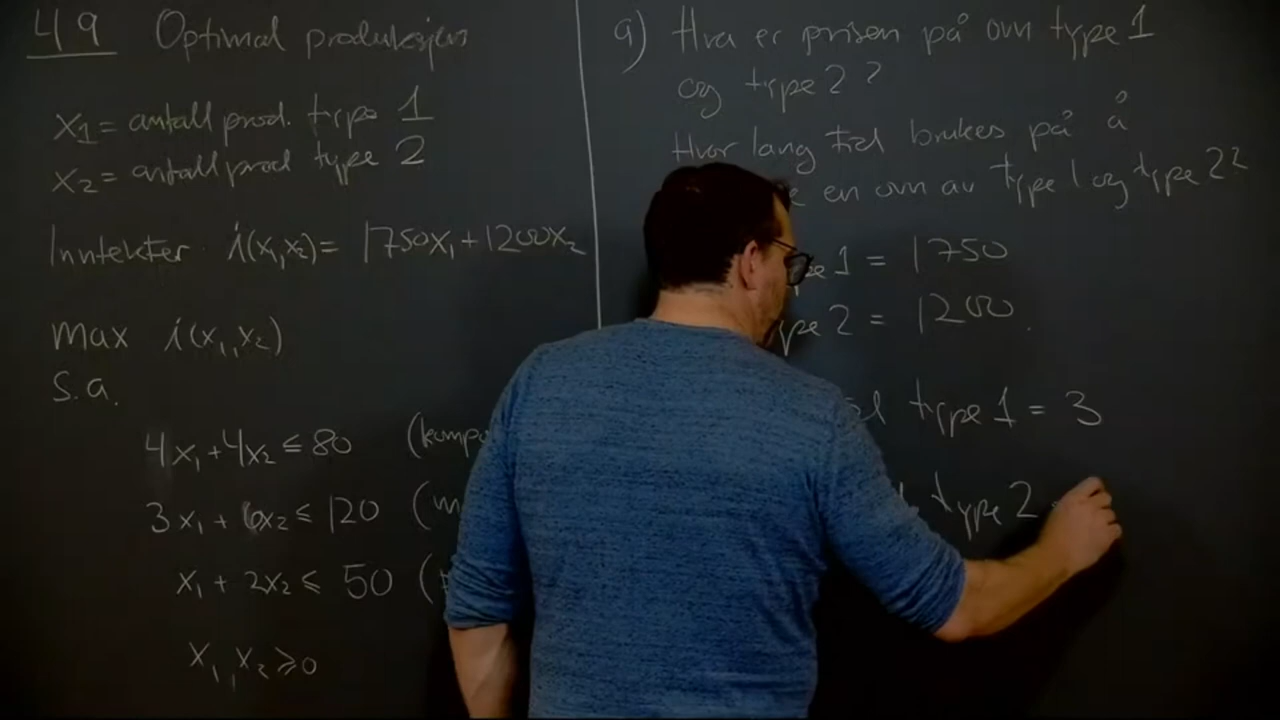 49 Optimal produksjon
x₁ = antall prod. type 1
x₂ = antall prod type 2
Inntekter i(x₁,x₂) = 1750x₁+1200x₂
max i(x₁,x₂)
s.a.
4x₁+4x₂ ≤ 80 (kompo
3x₁ + 6x₂ ≤ 120 (m
x₁ + 2x₂ ≤ 50 (
x₁,x₂ ≥ 0
a) Hva er prisen på ovn type 1
og type 2?
Hvor lang tid brukes på å
en ovn av type 1 og type 2?
pe 1 = 1750
ype 2 = 1200.
type 1 = 3
type 2